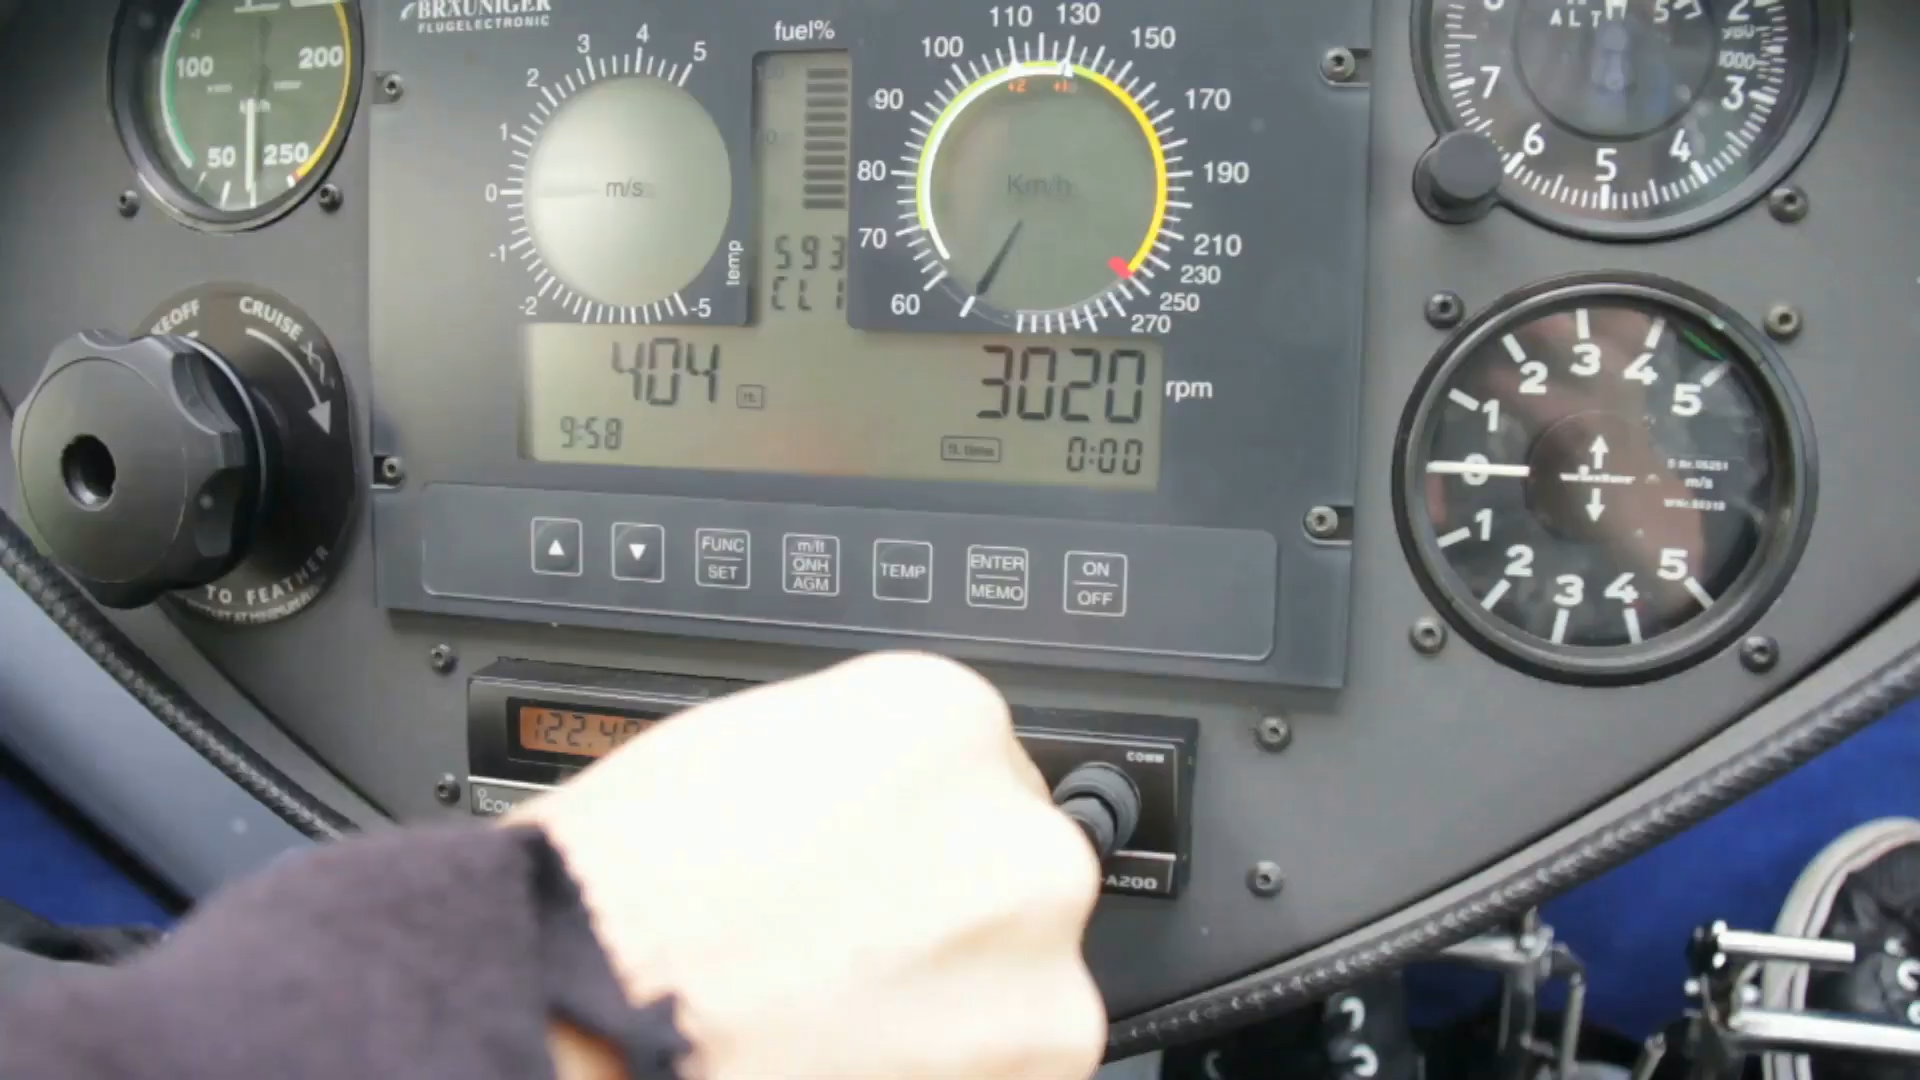 BRÄUNIGER
FLUGELECTRONIC
100
200
km/h
50
250
3
4
5
2
1
0
-1
-2
-5
m/s
temp
fuel%
593
CL 1
110
130
100
150
90
170
80
190
70
210
60
230
250
270
Km/h
404
ft.
3020
rpm
9:58
0:00
ALT
2
980
1000
7
3
6
4
5
CRUISE
TO FEATHER
FUNC
SET
m/ft
QNH
AGM
TEMP
ENTER
MEMO
ON
OFF
1
2
3
4
5
0
m/s
1
2
3
4
5
122.4
COMM
ICOM
-A200